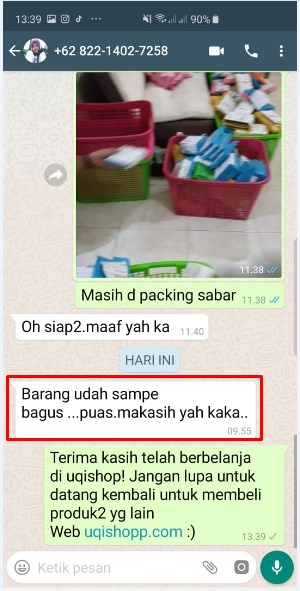 13:39 90%
+62 822-1402-7258
11.38
Masih d packing sabar 11.38
Oh siap2.maaf yah ka 11.40
HARI INI
Barang udah sampe
bagus ...puas.makasih yah kaka..
09.55
Terima kasih telah berbelanja
di uqishop! Jangan lupa untuk
datang kembali untuk membeli
produk2 yg lain
Web uqishopp.com :)
13.39
Ketik pesan